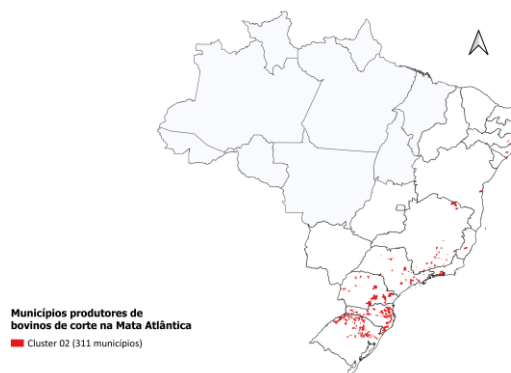 Municípios produtores de
bovinos de corte na Mata Atlântica
Cluster 02 (311 municípios)